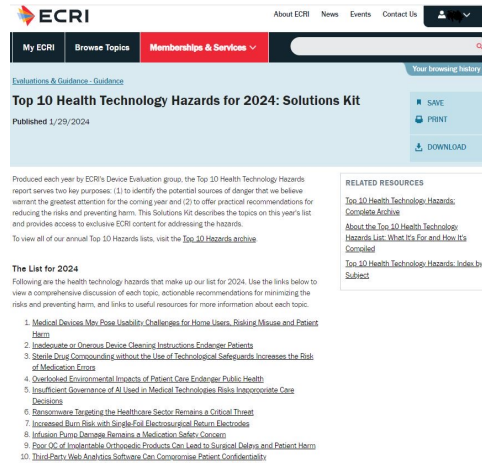 ECRI
About ECRI News Events Contact Us
My ECRI Browse Topics Memberships & Services
Your browsing history
Evaluations & Guidance - Guidance
Top 10 Health Technology Hazards for 2024: Solutions Kit
Published 1/29/2024
SAVE
PRINT
DOWNLOAD
Produced each year by ECRI's Device Evaluation group, the Top 10 Health Technology Hazards
report serves two key purposes: (1) to identify the potential sources of danger that we believe
warrant the greatest attention for the coming year and (2) to offer practical recommendations for
reducing the risks and preventing harm. This Solutions Kit describes the topics on this year's list
and provides access to exclusive ECRI content for addressing the hazards.
To view all of our annual Top 10 Hazards lists, visit the Top 10 Hazards archive.
The List for 2024
Following are the health technology hazards that make up our list for 2024. Use the links below to
view a comprehensive discussion of each topic, actionable recommendations for minimizing the
risks and preventing harm, and links to useful resources for more information about each topic.
1. Medical Devices May Pose Usability Challenges for Home Users, Risking Misuse and Patient
Harm
2. Inadequate or Onerous Device Cleaning Instructions Endanger Patients
3. Sterile Drug Compounding without the Use of Technological Safeguards Increases the Risk
of Medication Errors
4. Overlooked Environmental Impacts of Patient Care Endanger Public Health
5. Insufficient Governance of AI Used in Medical Technologies Risks Inappropriate Care
Decisions
6. Ransomware Targeting the Healthcare Sector Remains a Critical Threat
7. Increased Burn Risk with Single-Foil Electrosurgical Return Electrodes
8. Infusion Pump Damage Remains a Medication Safety Concern
9. Poor QC of Implantable Orthopedic Products Can Lead to Surgical Delays and Patient Harm
10. Third-Party Web Analytics Software Can Compromise Patient Confidentiality
RELATED RESOURCES
Top 10 Health Technology Hazards:
Complete Archive
About the Top 10 Health Technology
Hazards List: What It's For and How It's
Compiled
Top 10 Health Technology Hazards: Index by
Subject